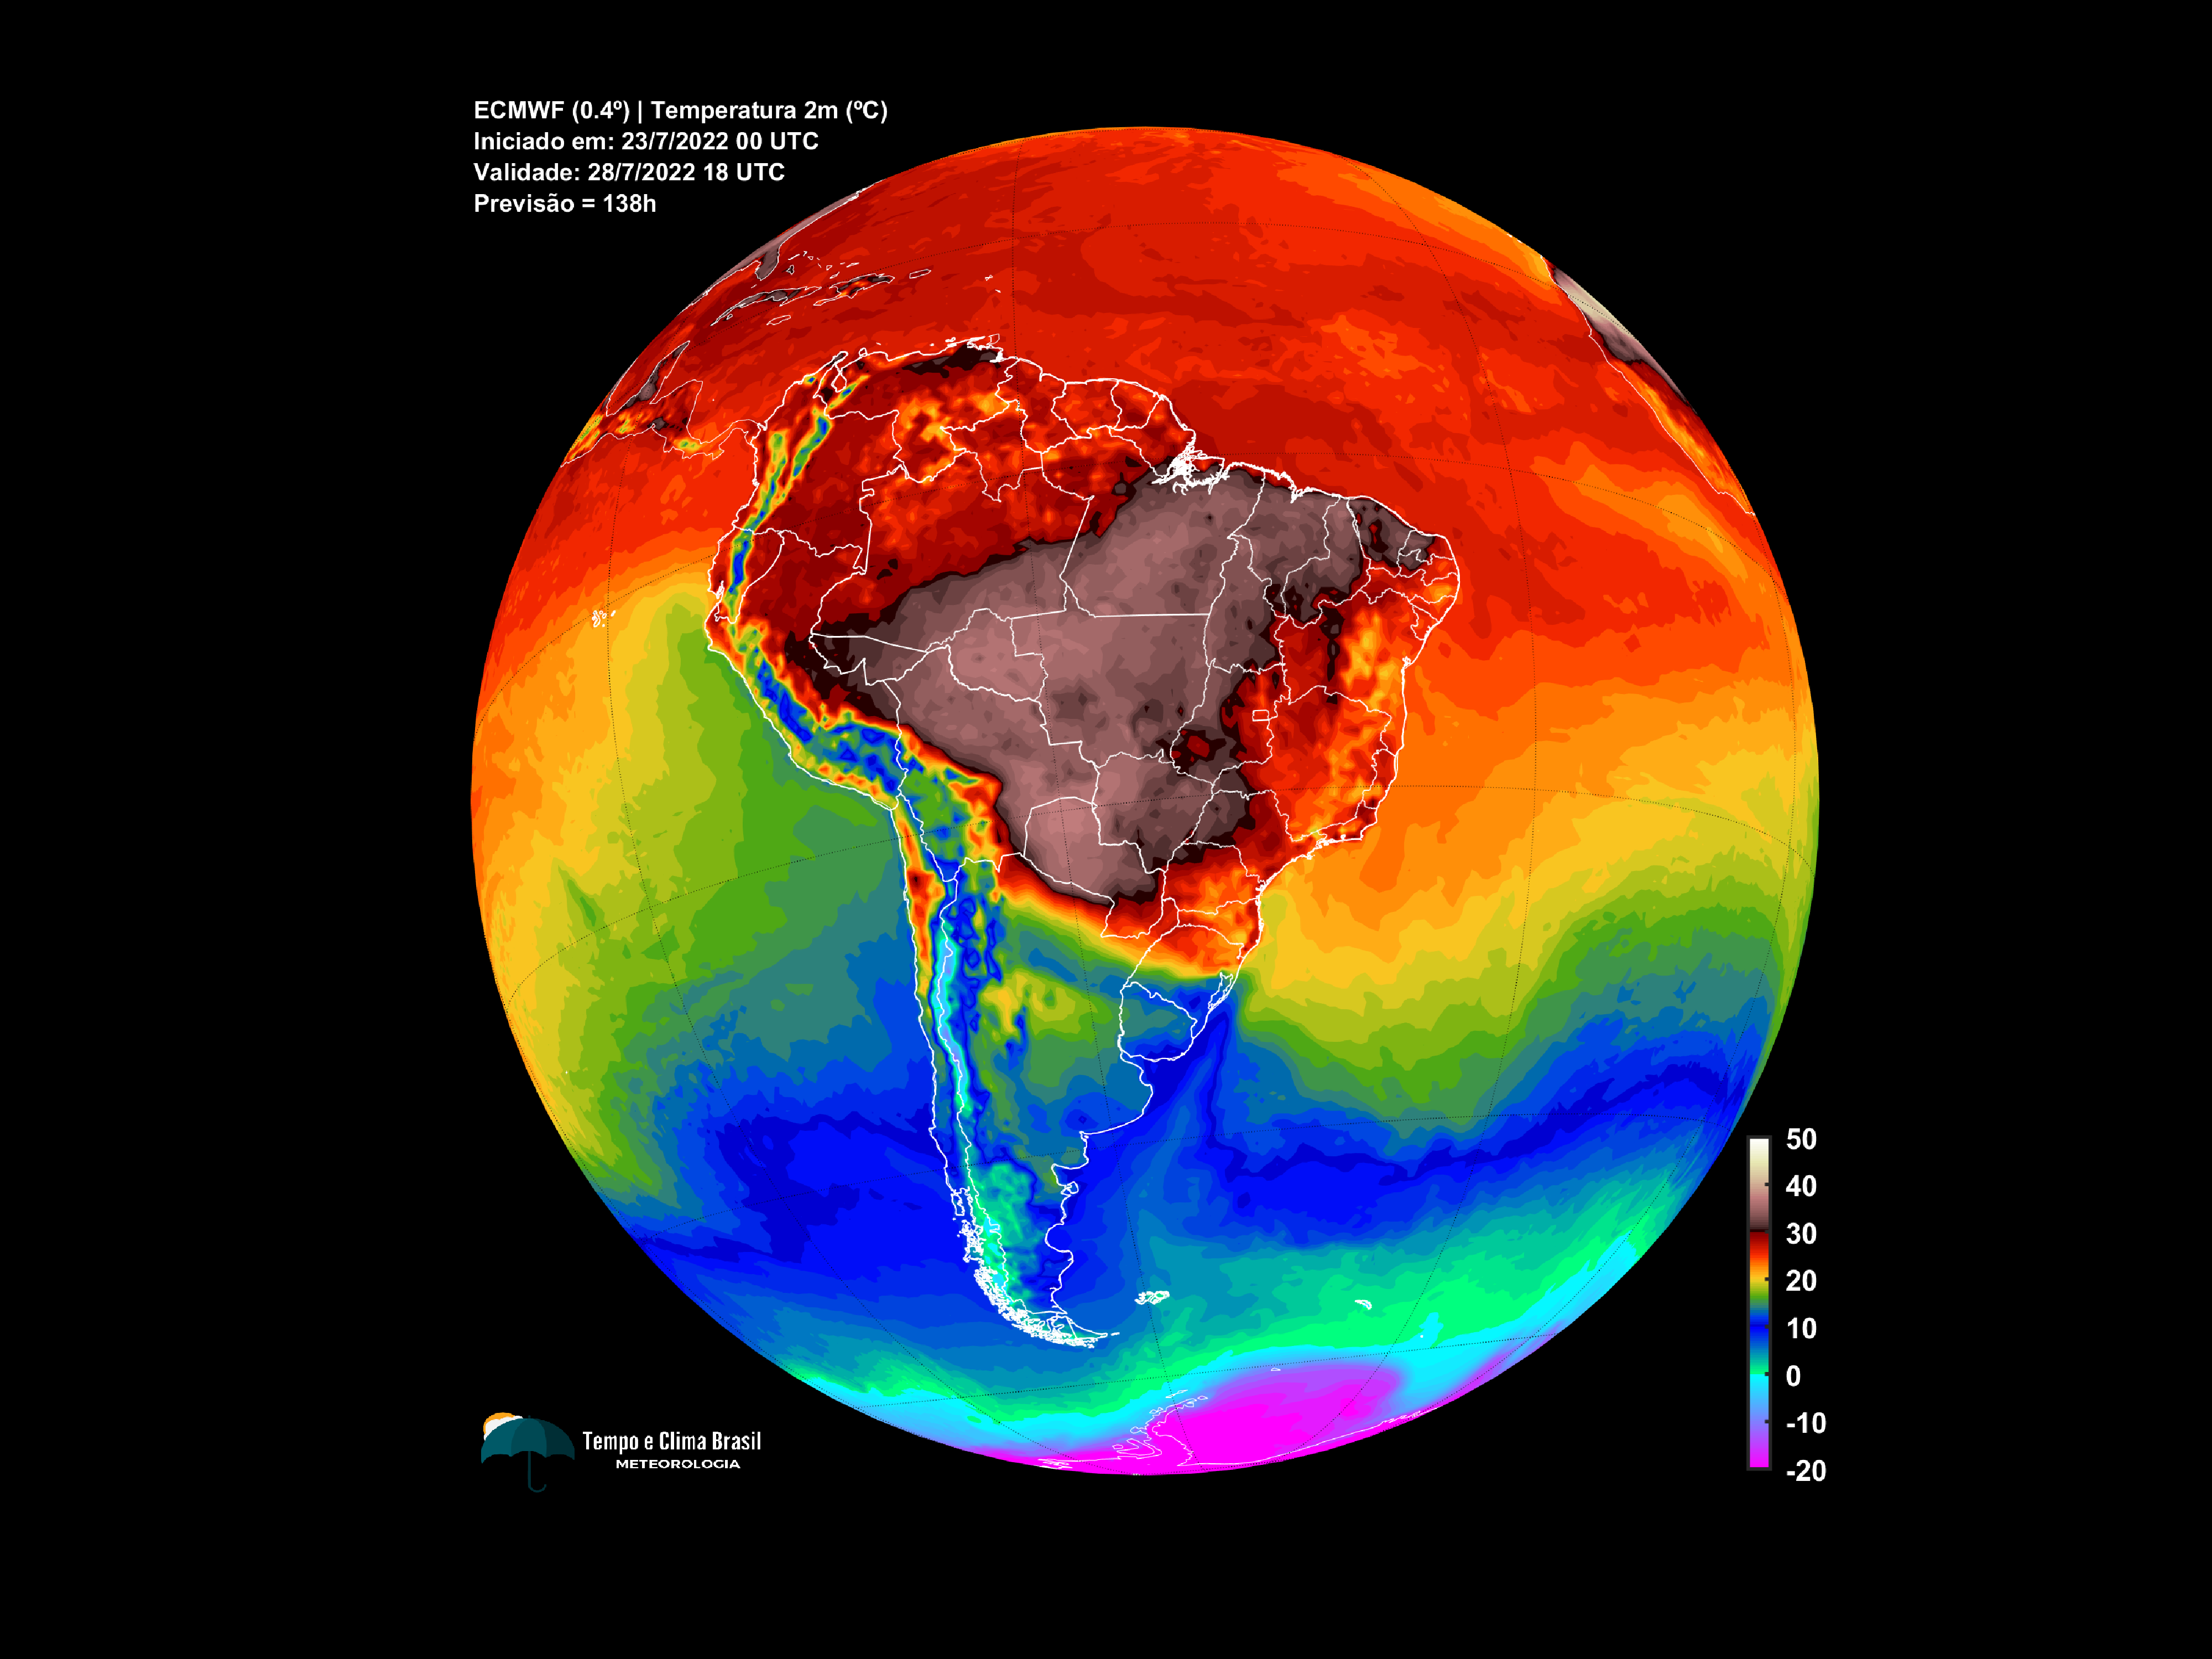 ECMWF (0.4º) | Temperatura 2m (ºC)
Iniciado em: 23/7/2022 00 UTC
Validade: 28/7/2022 18 UTC
Previsão = 138h
50
40
30
20
10
0
-10
-20
Tempo e Clima Brasil
METEOROLOGIA